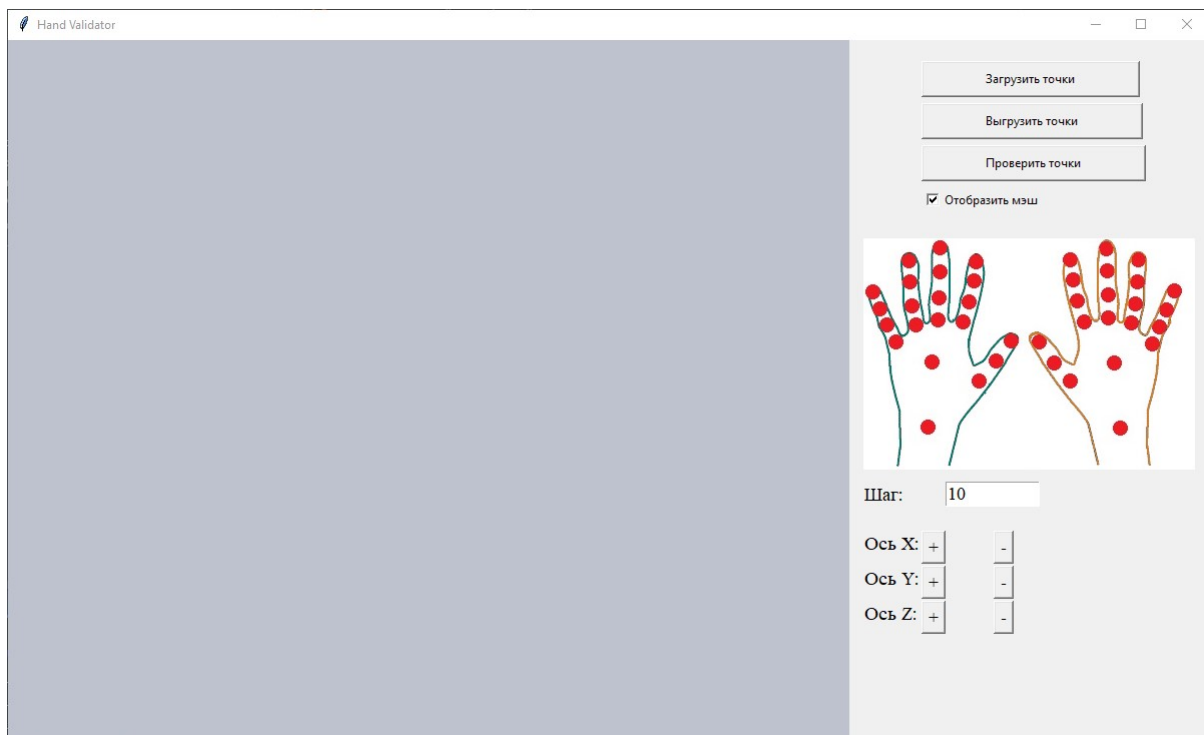 Hand Validator
Загрузить точки
Выгрузить точки
Проверить точки
Отобразить мэш
Шаг: 10
Ось X: + -
Ось Y: + -
Ось Z: + -